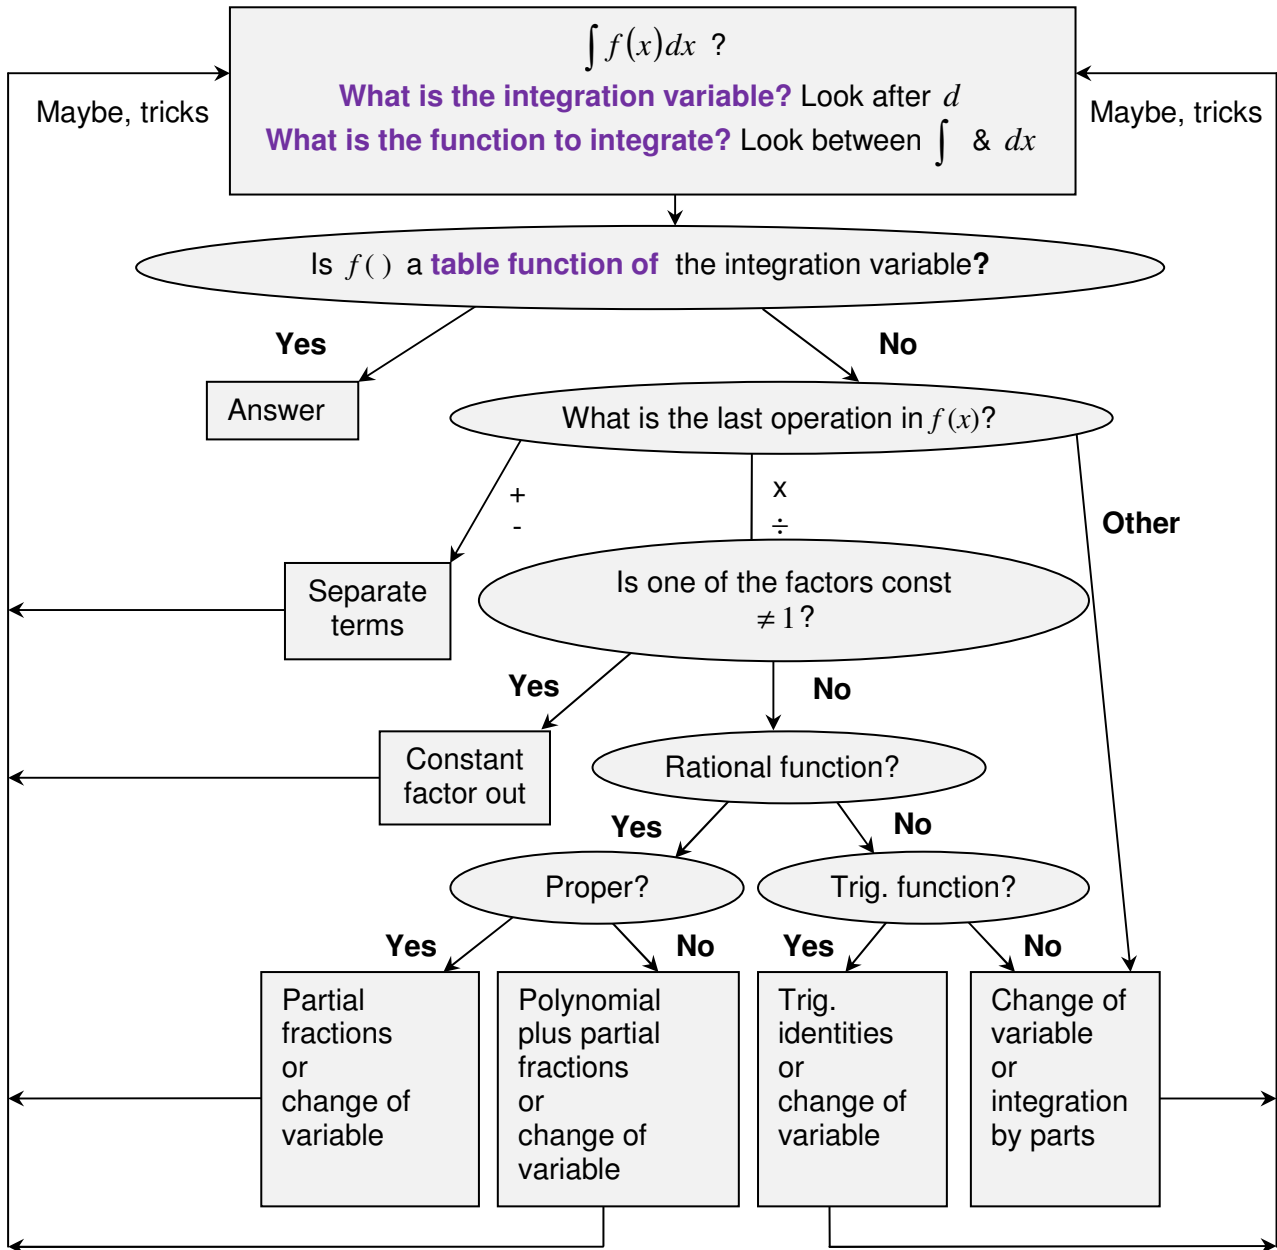 ∫ f(x)dx ?
What is the integration variable? Look after d
What is the function to integrate? Look between ∫ & dx
Maybe, tricks
Maybe, tricks
Is f( ) a table function of the integration variable?
Yes
No
Answer
What is the last operation in f(x)?
+
-
x
÷
Other
Separate
terms
Is one of the factors const
≠ 1?
Yes
No
Constant
factor out
Rational function?
Yes
No
Proper?
Trig. function?
Yes
No
Yes
No
Partial
fractions
or
change of
variable
Polynomial
plus partial
fractions
or
change of
variable
Trig.
identities
or
change of
variable
Change of
variable
or
integration
by parts